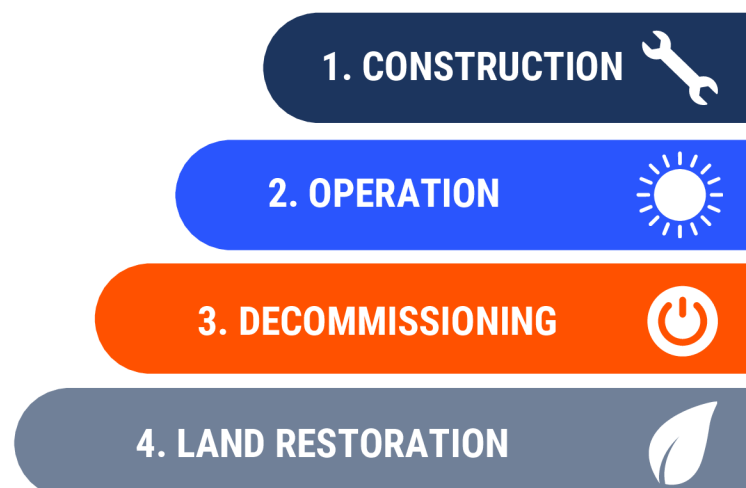 1. CONSTRUCTION
2. OPERATION
3. DECOMMISSIONING
4. LAND RESTORATION